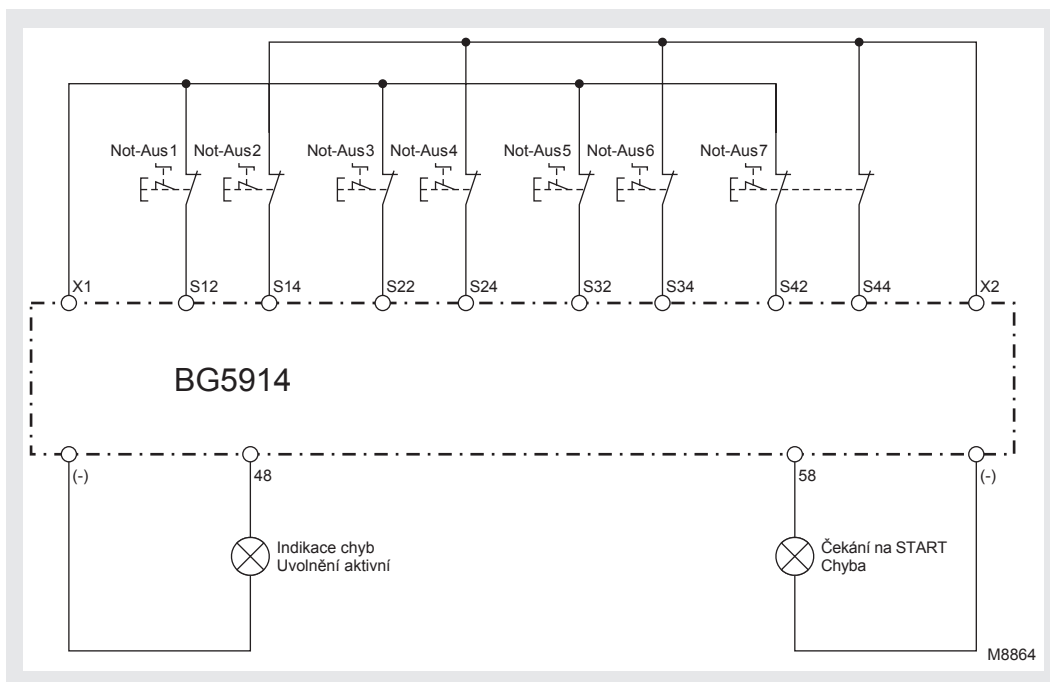 Not-Aus1
Not-Aus2
Not-Aus3
Not-Aus4
Not-Aus5
Not-Aus6
Not-Aus7
X1
S12
S14
S22
S24
S32
S34
S42
S44
X2
BG5914
(-)
48
58
(-)
Indikace chyb
Uvolnění aktivní
Čekání na START
Chyba
M8864